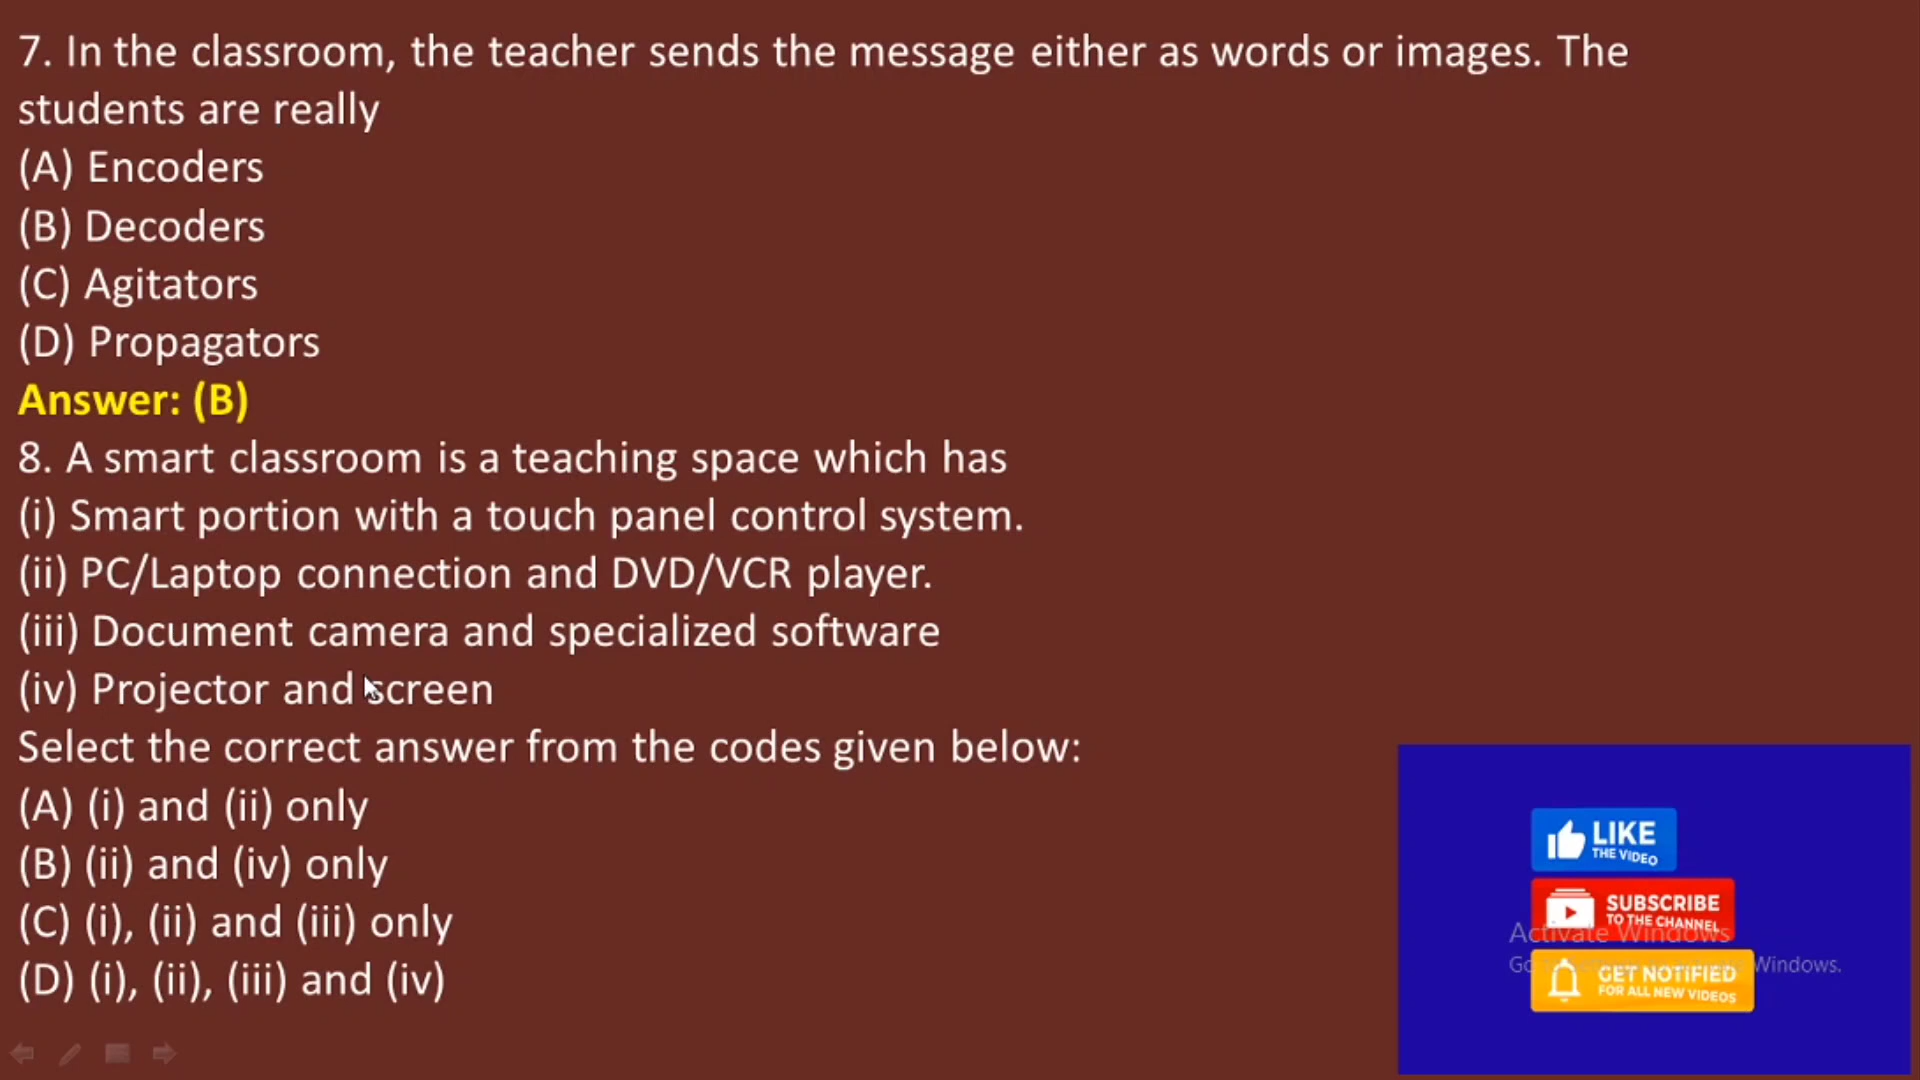 7. In the classroom, the teacher sends the message either as words or images. The
students are really
(A) Encoders
(B) Decoders
(C) Agitators
(D) Propagators
Answer: (B)
8. A smart classroom is a teaching space which has
(i) Smart portion with a touch panel control system.
(ii) PC/Laptop connection and DVD/VCR player.
(iii) Document camera and specialized software
(iv) Projector and screen
Select the correct answer from the codes given below:
(A) (i) and (ii) only
(B) (ii) and (iv) only
(C) (i), (ii) and (iii) only
(D) (i), (ii), (iii) and (iv)
LIKE
THE VIDEO
SUBSCRIBE
TO THE CHANNEL
Activate Windows
Go Windows.
GET NOTIFIED
FOR ALL NEW VIDEOS